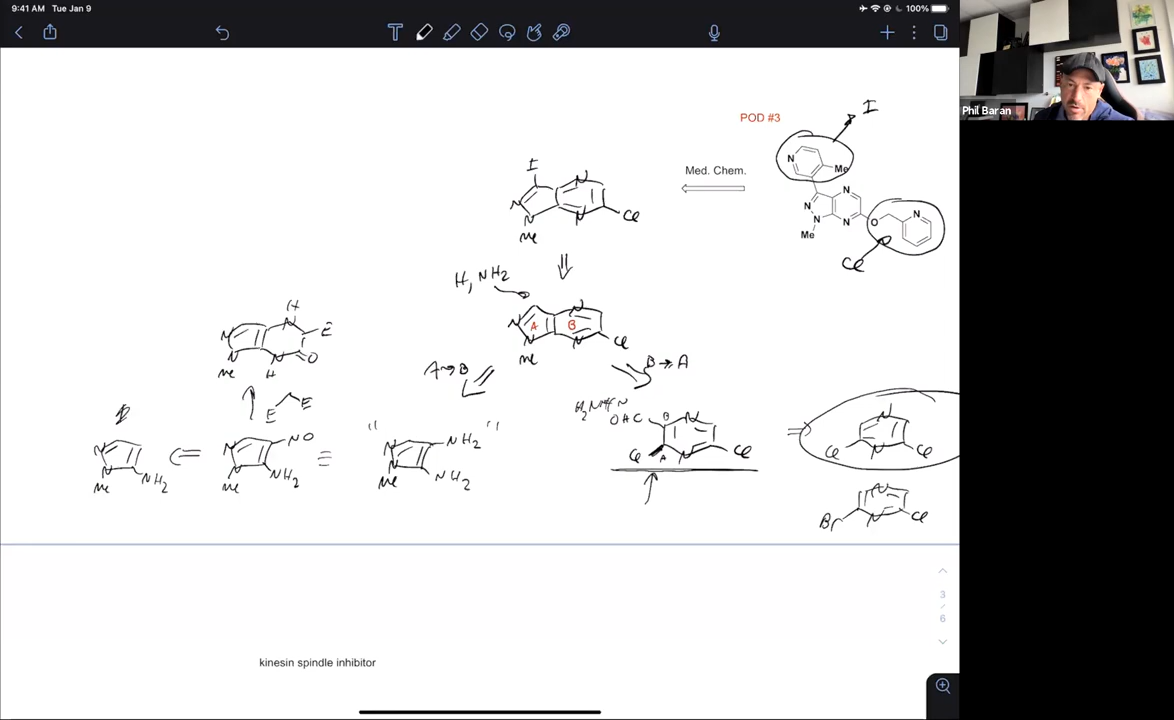 9:41 AM Tue Jan 9
100%
T
Phil Baran
POD #3
I
N
Me
Med. Chem.
N
N
N
N
N
O
N
Me
Cl
I
N
N
N
N
Me
Cl
H, NH2
N
N
A
B
N
N
Me
Cl
A→B
B→A
H
N
E
N
N
N
O
Me
H
E
E
N
N
Me
NH2
N
NO
N
Me
NH2
"
"
N
NH2
N
Me
NH2
OHC
B
N
Cl
A
N
Cl
N
Cl
N
Cl
N
Br
N
Cl
3
/
6
kinesin spindle inhibitor